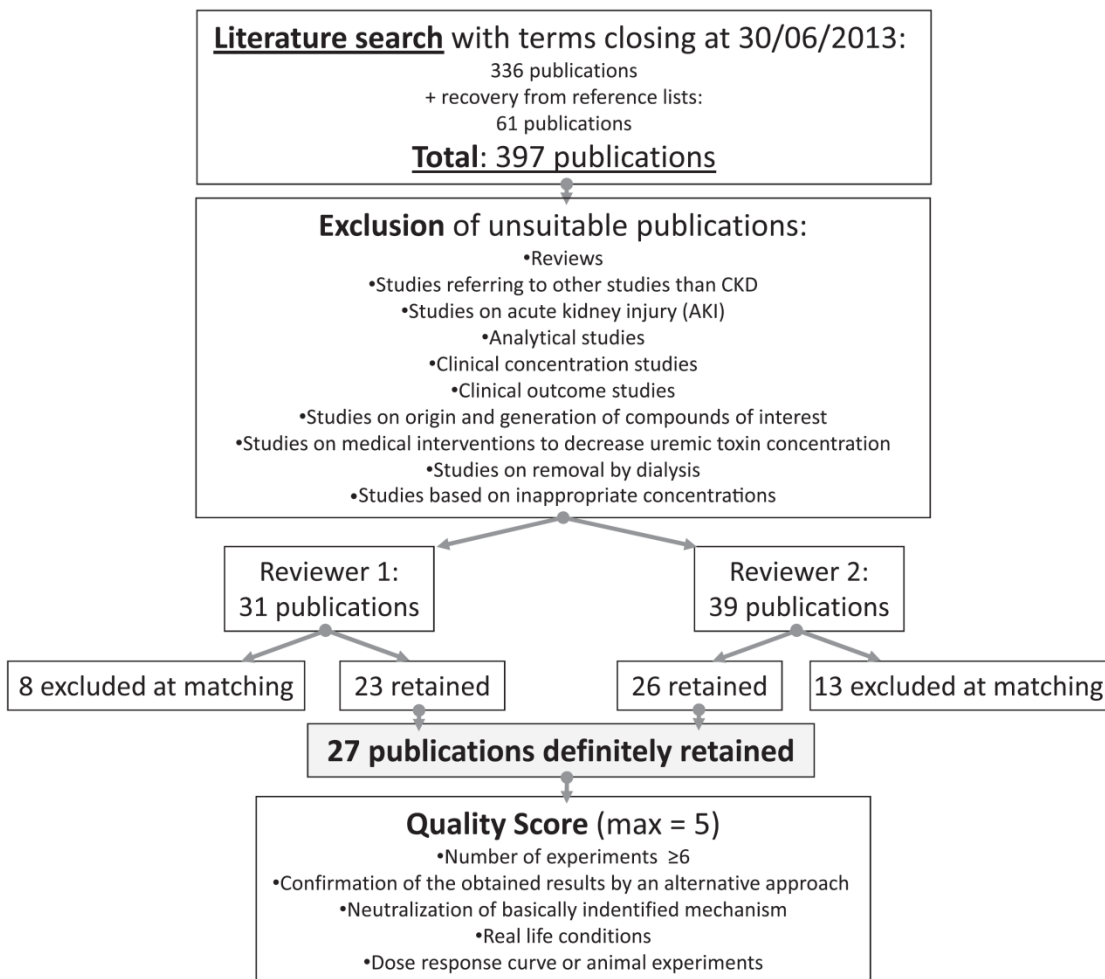 Literature search with terms closing at 30/06/2013:
336 publications
+ recovery from reference lists:
61 publications
Total: 397 publications
Exclusion of unsuitable publications:
•Reviews
•Studies referring to other studies than CKD
•Studies on acute kidney injury (AKI)
•Analytical studies
•Clinical concentration studies
•Clinical outcome studies
•Studies on origin and generation of compounds of interest
•Studies on medical interventions to decrease uremic toxin concentration
•Studies on removal by dialysis
•Studies based on inappropriate concentrations
Reviewer 1:
31 publications
Reviewer 2:
39 publications
8 excluded at matching
23 retained
26 retained
13 excluded at matching
27 publications definitely retained
Quality Score (max = 5)
•Number of experiments ≥6
•Confirmation of the obtained results by an alternative approach
•Neutralization of basically indentified mechanism
•Real life conditions
•Dose response curve or animal experiments